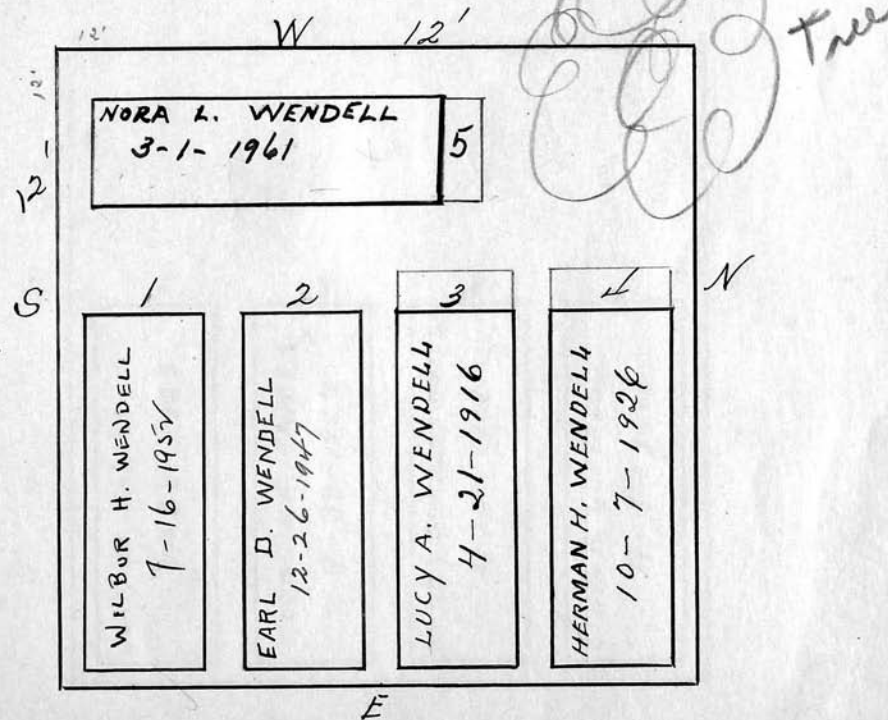 12'
W
12'
Tree
12'
12'
NORA L. WENDELL
3-1-1961
5
S
N
1
2
3
4
WILBUR H. WENDELL
7-16-1952
EARL D. WENDELL
12-26-1947
LUCY A. WENDELL
4-21-1916
HERMAN H. WENDELL
10-7-1926
E